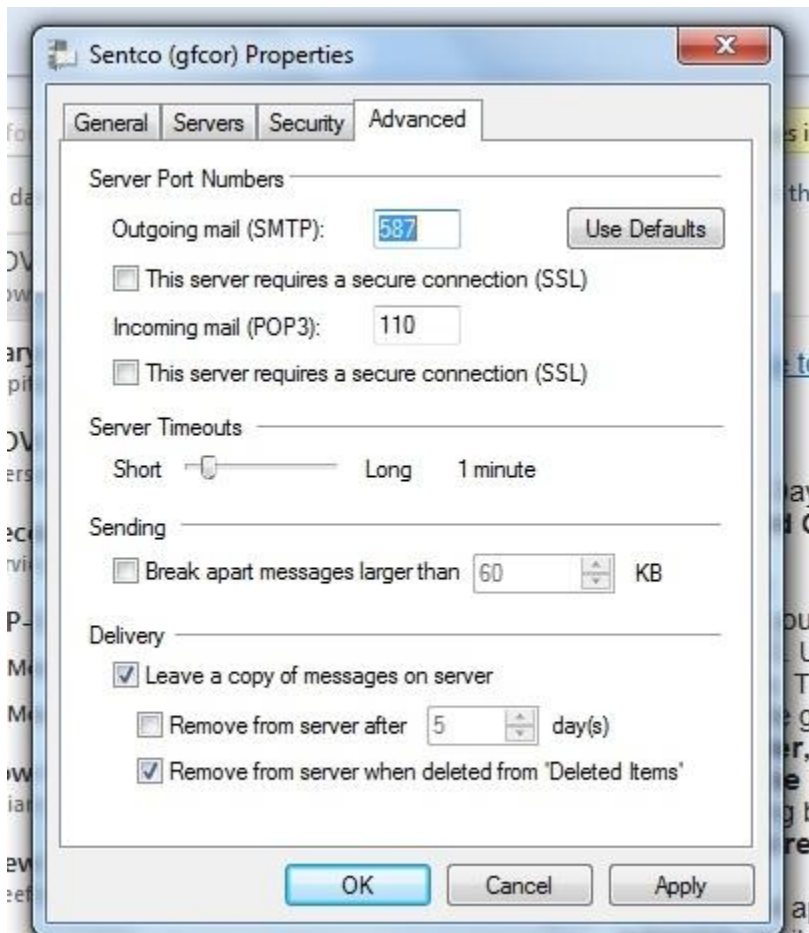 Sentco (gfcor) Properties
General Servers Security Advanced
Server Port Numbers
Outgoing mail (SMTP): 587 Use Defaults
This server requires a secure connection (SSL)
Incoming mail (POP3): 110
This server requires a secure connection (SSL)
Server Timeouts
Short Long 1 minute
Sending
Break apart messages larger than 60 KB
Delivery
Leave a copy of messages on server
Remove from server after 5 day(s)
Remove from server when deleted from 'Deleted Items'
OK Cancel Apply